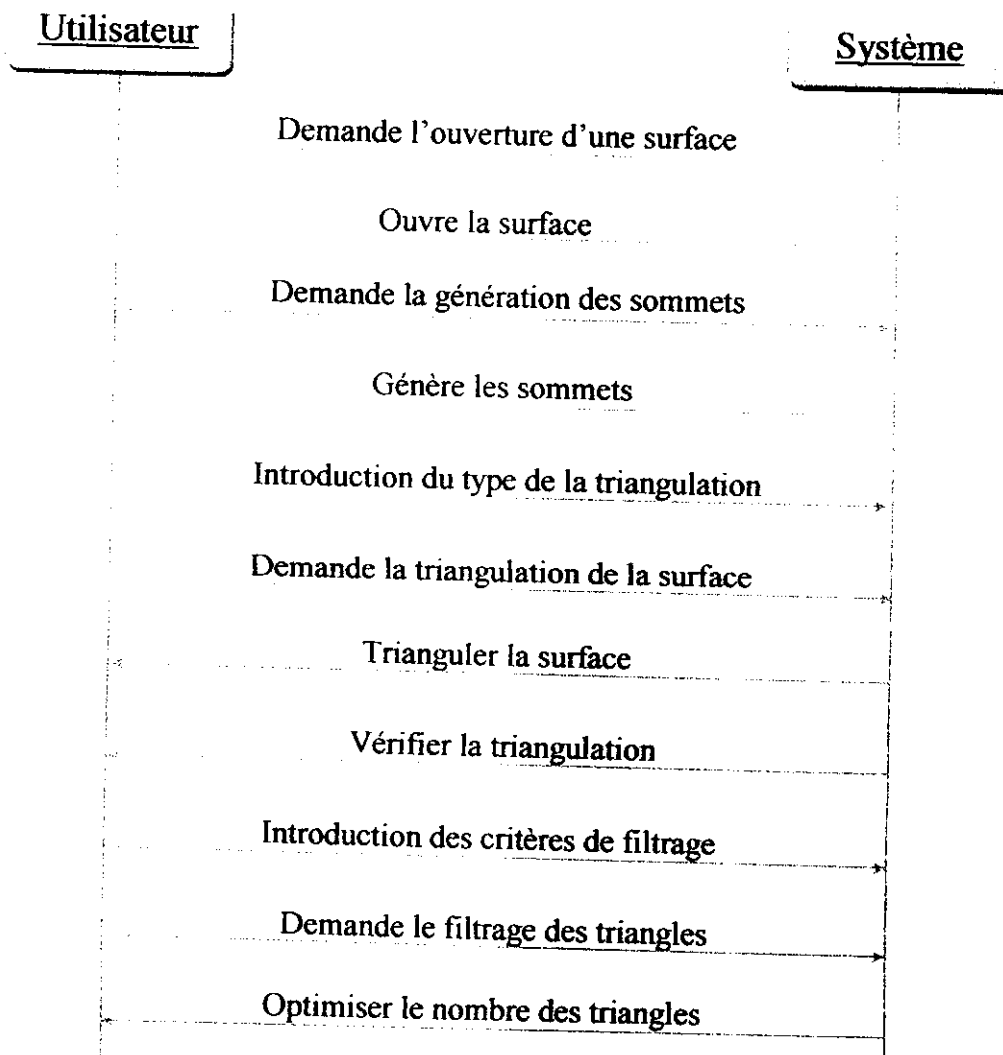 Utilisateur
Système
Demande l'ouverture d'une surface
Ouvre la surface
Demande la génération des sommets
Génère les sommets
Introduction du type de la triangulation
Demande la triangulation de la surface
Trianguler la surface
Vérifier la triangulation
Introduction des critères de filtrage
Demande le filtrage des triangles
Optimiser le nombre des triangles